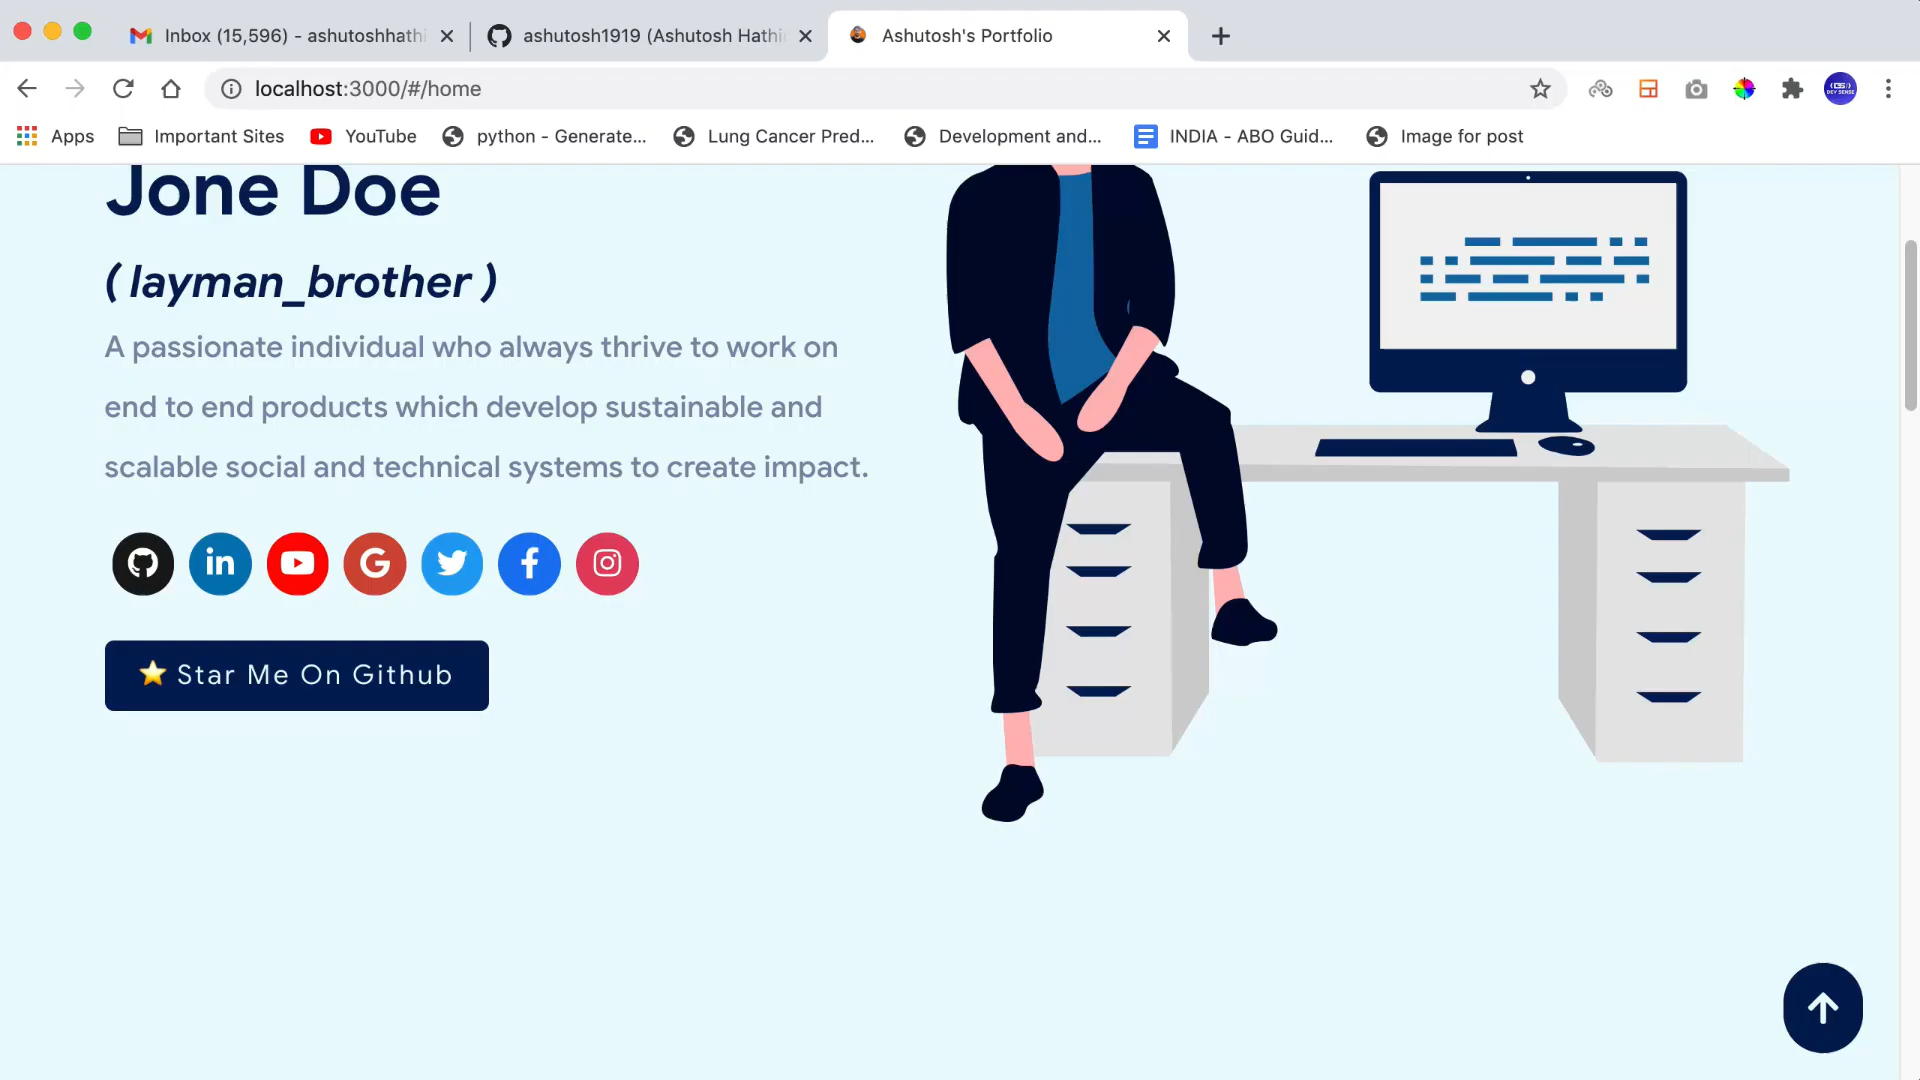 Inbox (15,596) - ashutoshhathi
ashutosh1919 (Ashutosh Hathi
Ashutosh's Portfolio
localhost:3000/#/home
Apps
Important Sites
YouTube
python - Generate...
Lung Cancer Pred...
Development and...
INDIA - ABO Guid...
Image for post
Jone Doe
( layman_brother )
A passionate individual who always thrive to work on
end to end products which develop sustainable and
scalable social and technical systems to create impact.
⭐ Star Me On Github